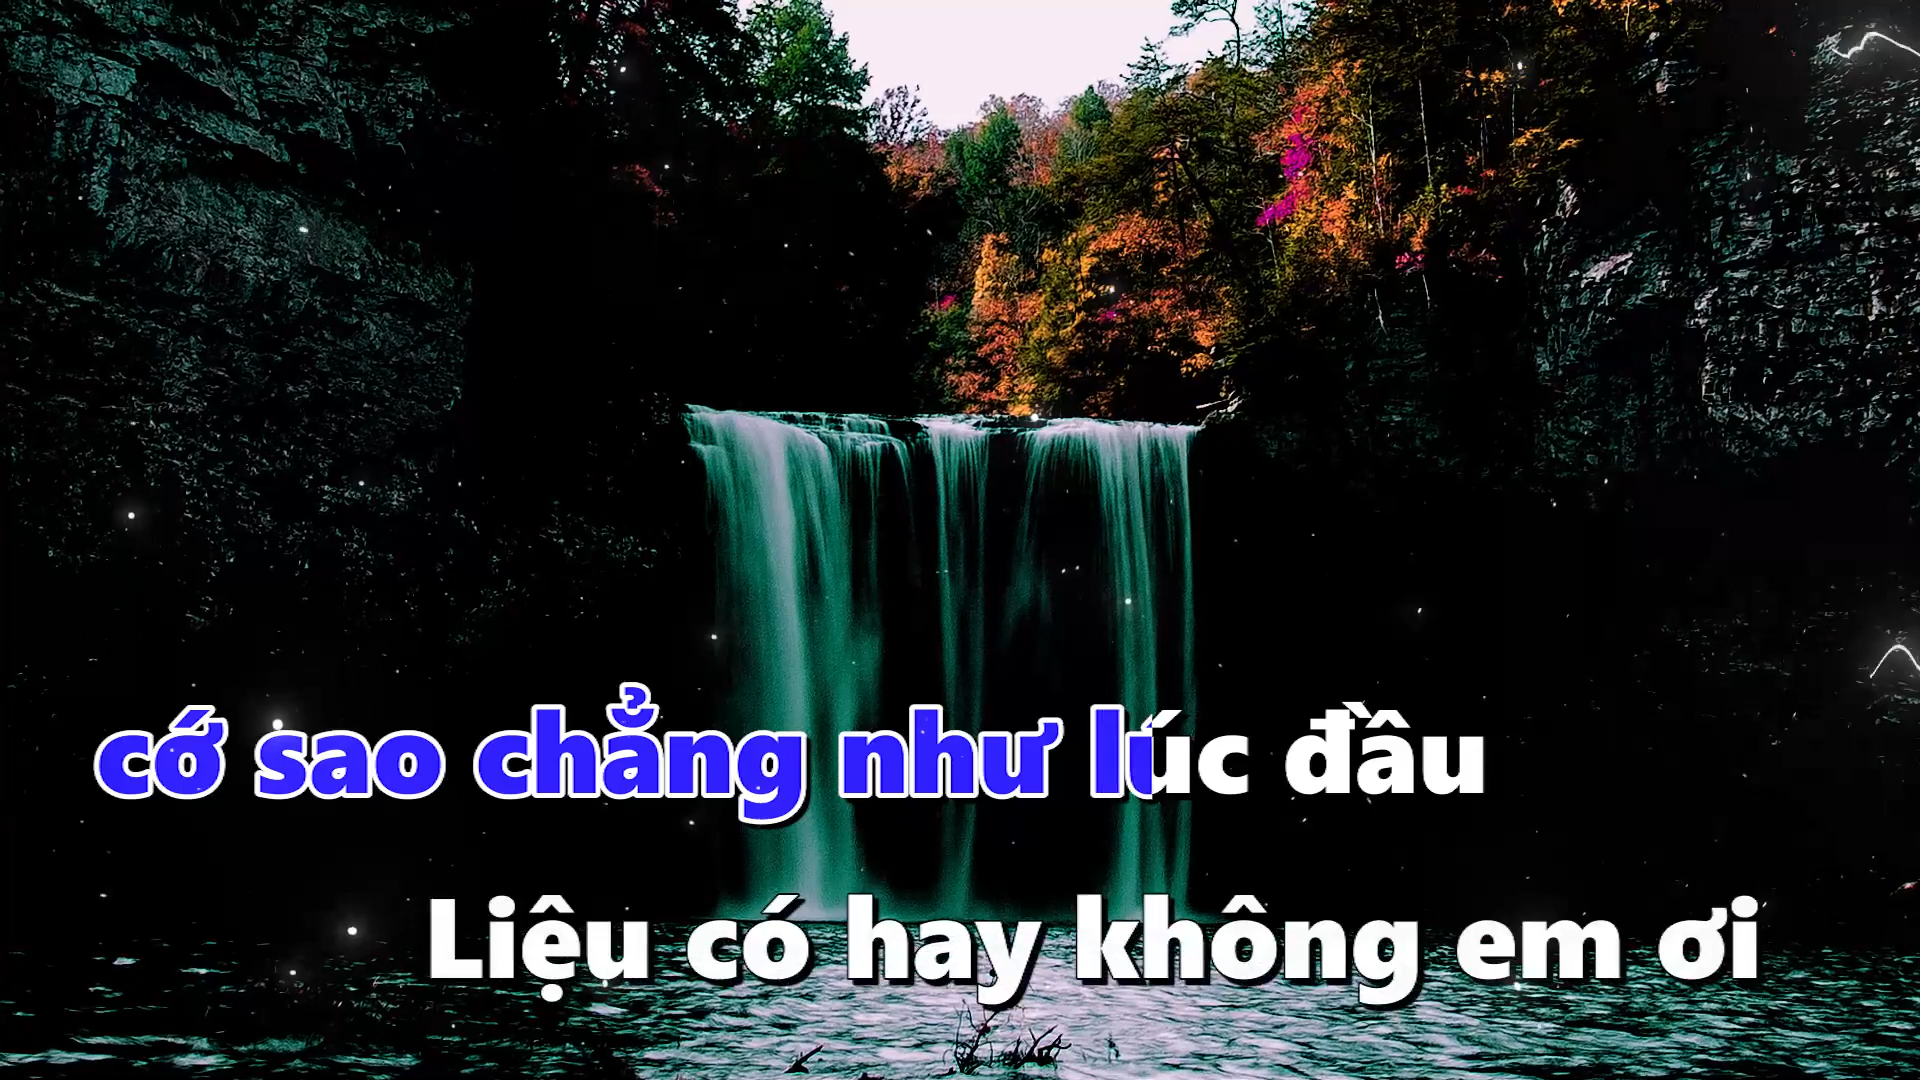 cớ sao chẳng như lúc đầu
Liệu có hay không em ơi